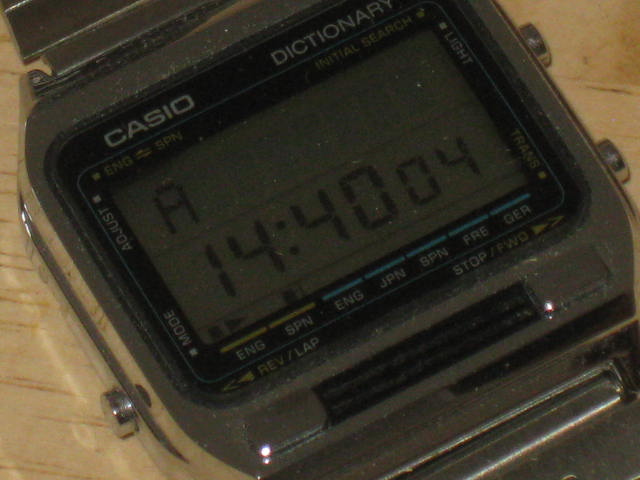 DICTIONARY
INITIAL SEARCH
CASIO
LIGHT
ENG ⇌ SPN
TRANS
ADJUST
A
14:40 04
MODE
ENG SPN ENG JPN SPN FRE GER
REV/LAP
STOP/FWD